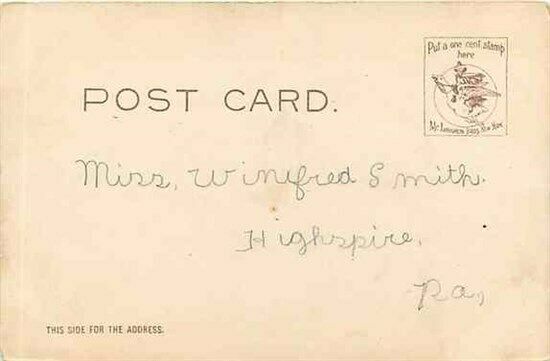 Put a one cent stamp
here
POST CARD.
Miss, Winifred Smith.
Highspire,
Pa,
THIS SIDE FOR THE ADDRESS.